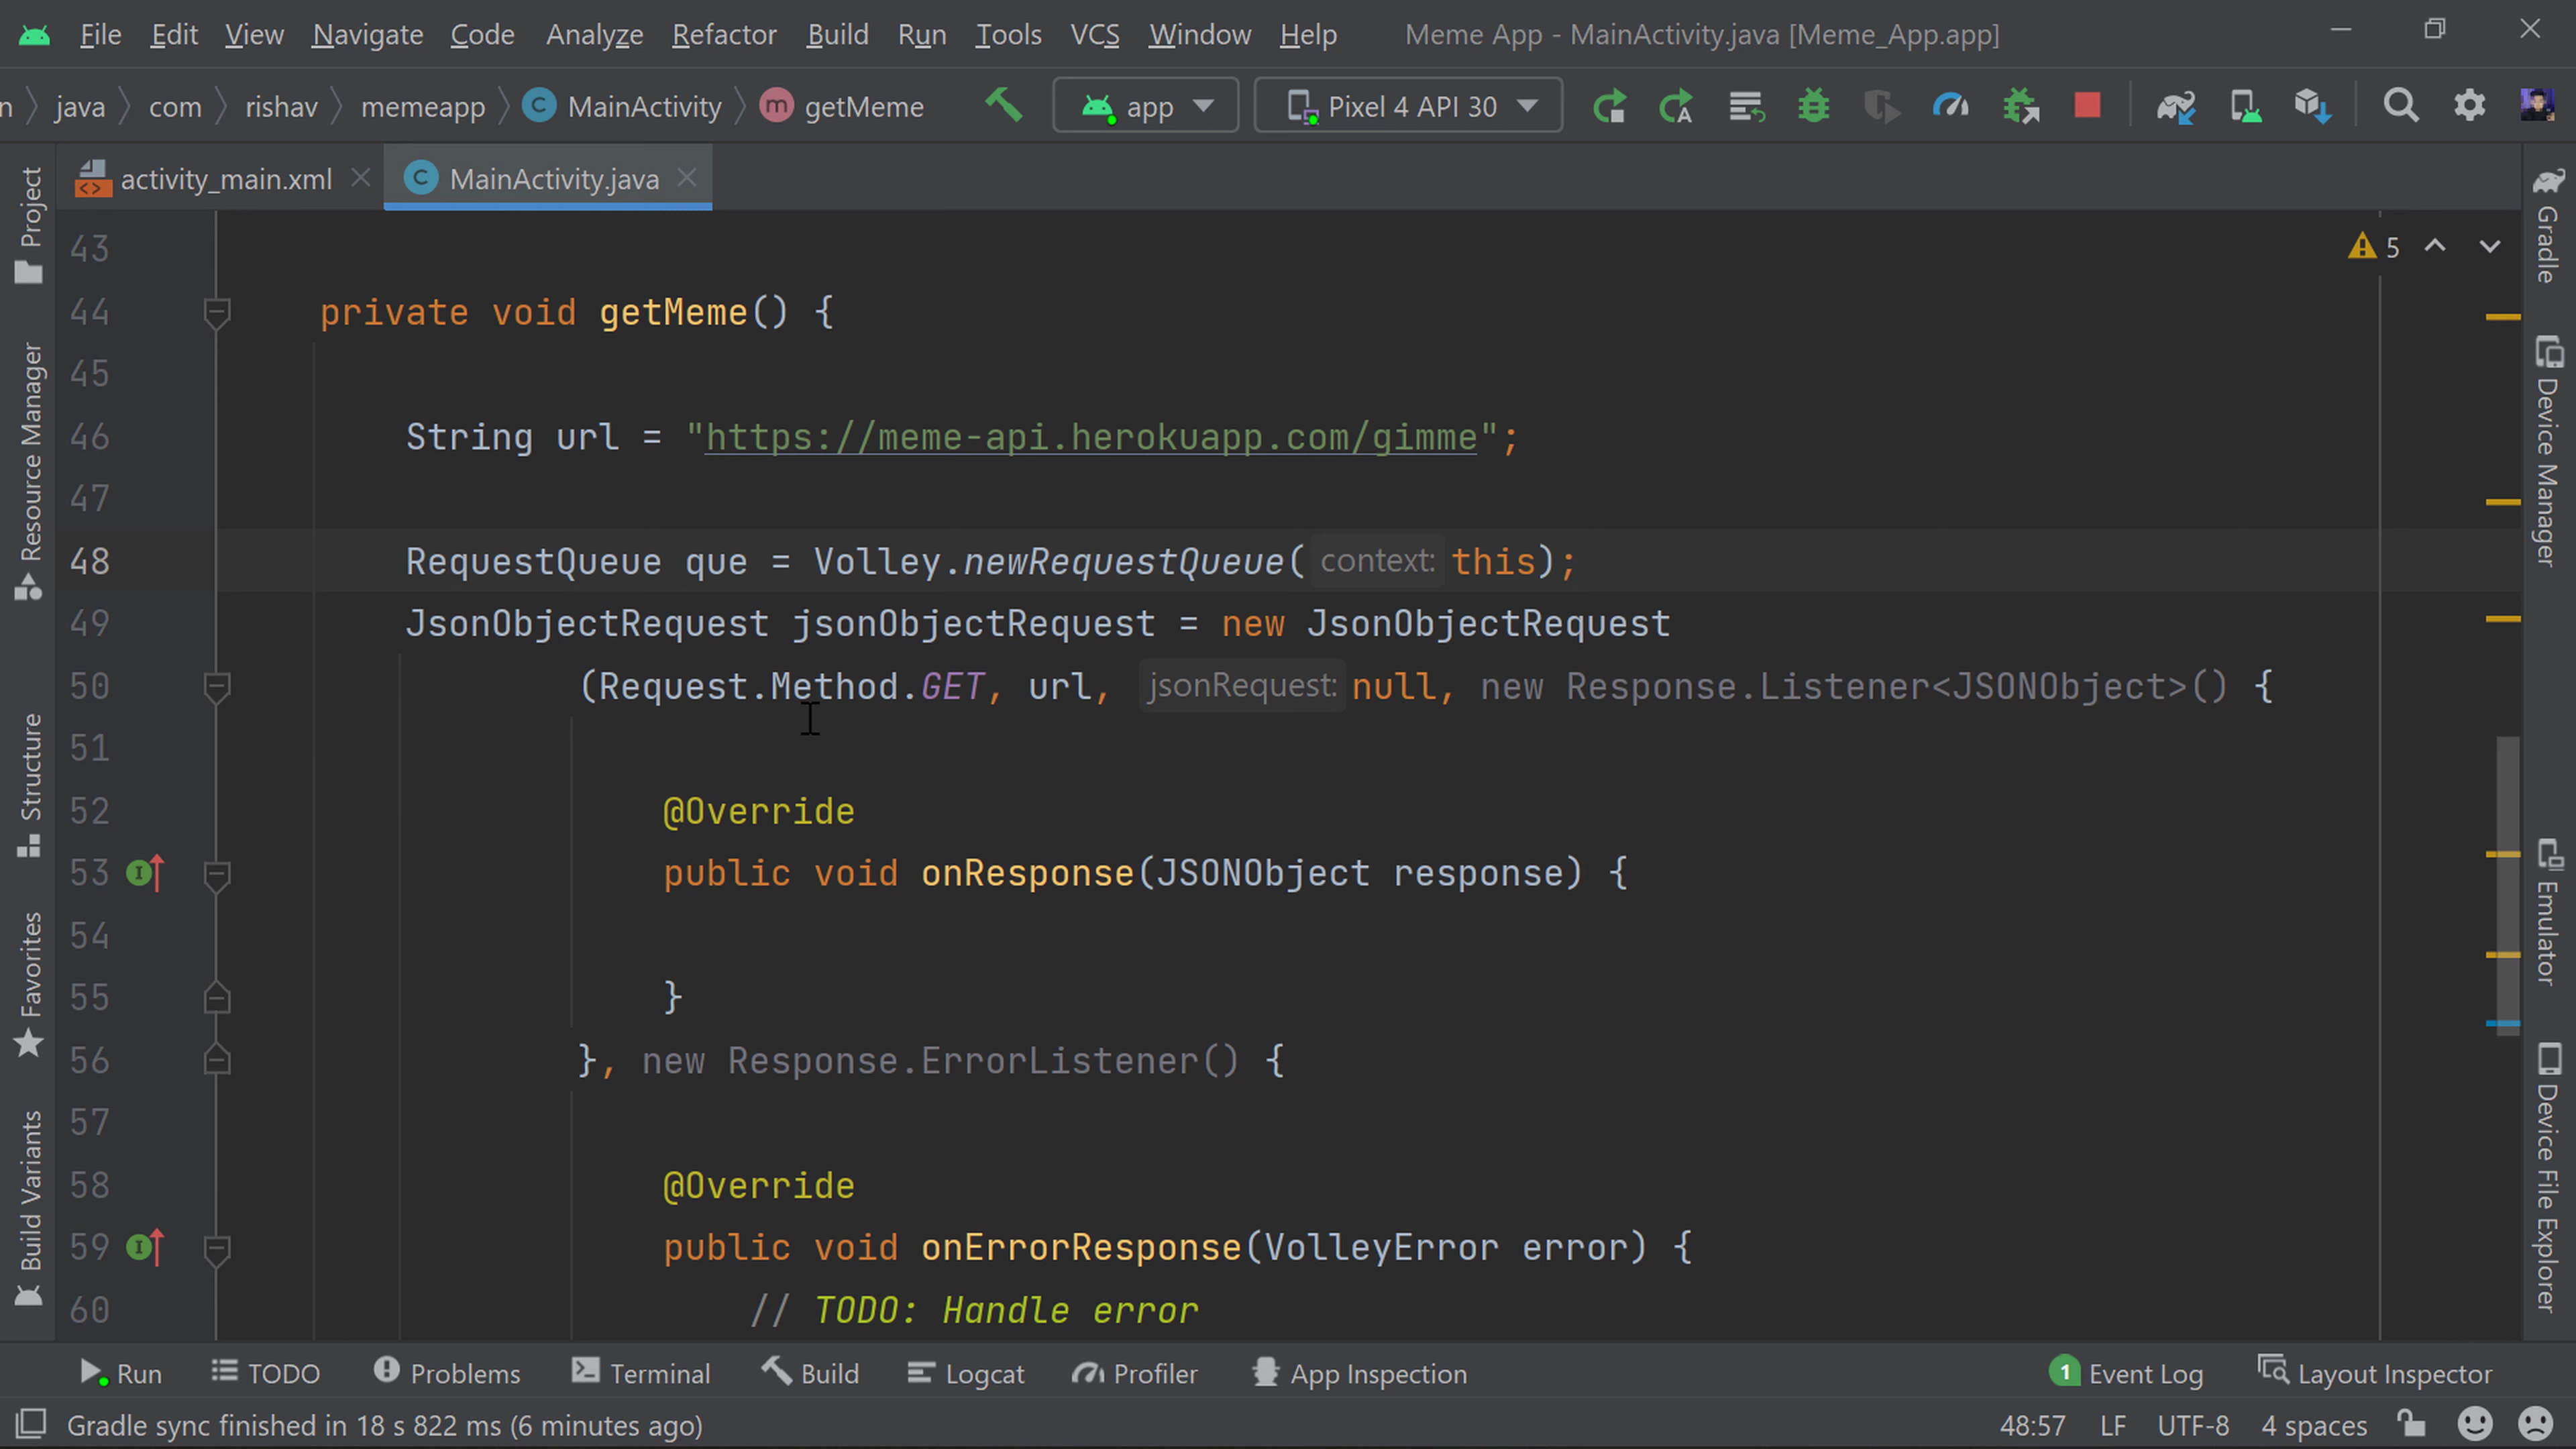 File Edit View Navigate Code Analyze Refactor Build Run Tools VCS Window Help Meme App - MainActivity.java [Meme_App.app]
n java com rishav memeapp C MainActivity m getMeme app Pixel 4 API 30
activity_main.xml C MainActivity.java
5
43
44 private void getMeme() {
45
46 String url = "https://meme-api.herokuapp.com/gimme";
47
48 RequestQueue que = Volley.newRequestQueue( context: this);
49 JsonObjectRequest jsonObjectRequest = new JsonObjectRequest
50 (Request.Method.GET, url, jsonRequest: null, new Response.Listener<JSONObject>() {
51
52 @Override
53 public void onResponse(JSONObject response) {
54
55 }
56 }, new Response.ErrorListener() {
57
58 @Override
59 public void onErrorResponse(VolleyError error) {
60 // TODO: Handle error
Project
Resource Manager
Structure
Favorites
Build Variants
Gradle
Device Manager
Emulator
Device File Explorer
Run TODO Problems Terminal Build Logcat Profiler App Inspection 1 Event Log Layout Inspector
Gradle sync finished in 18 s 822 ms (6 minutes ago) 48:57 LF UTF-8 4 spaces